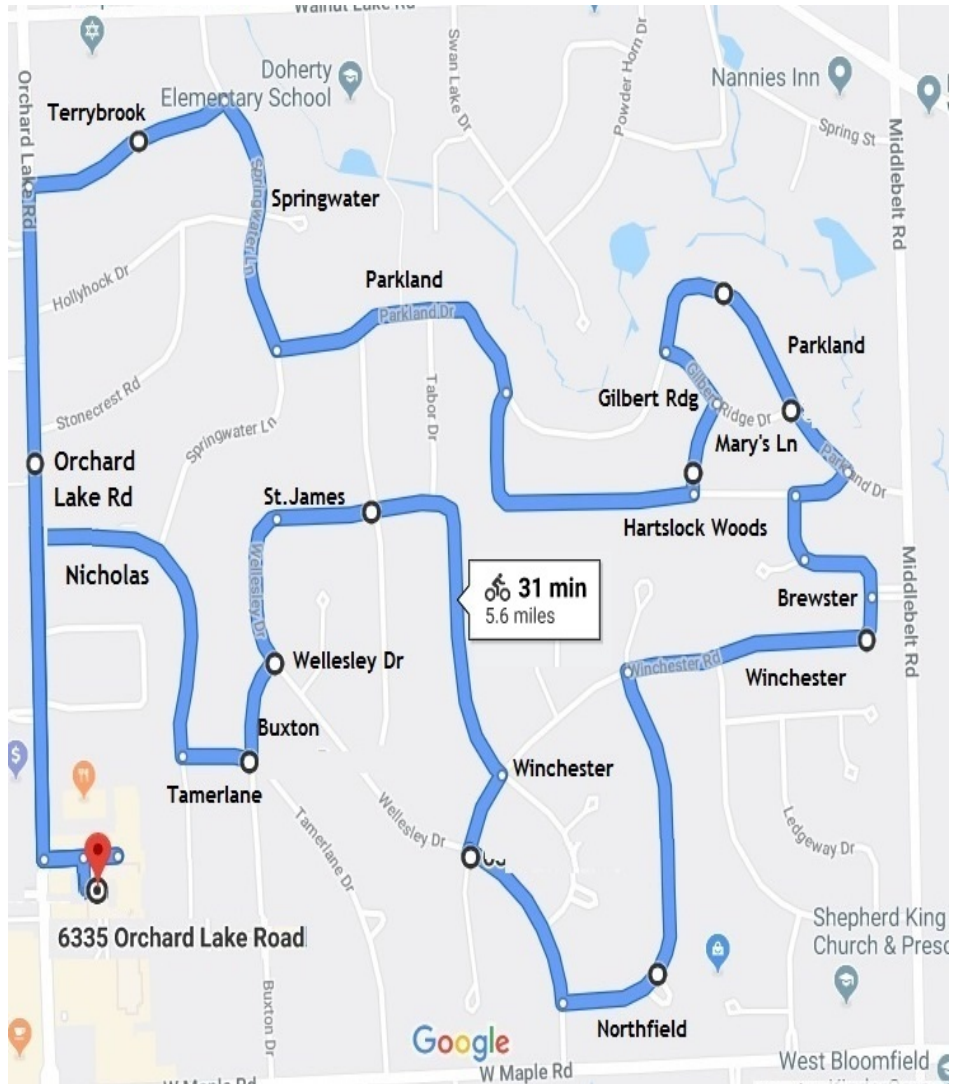 Walnut Lake Rd
Orchard Lake Rd
Doherty
Elementary School
Swan Lake Dr
Powder Horn Dr
Nannies Inn
Terrybrook
Spring St
Middlebelt Rd
Springwater Ln
Springwater
Hollyhock Dr
Parkland
Parkland Dr
Parkland
Stonecrest Rd
Tabor Dr
Gilbert Rdg
Gilbert Ridge Dr
Springwater Ln
Mary's Ln
Orchard
Lake Rd
Parkland Dr
St.James
Hartslock Woods
Nicholas
Wellesley Dr
31 min
5.6 miles
Middlebelt Rd
Brewster
Wellesley Dr
Winchester Rd
Winchester
Buxton
Winchester
Tamerlane
$
Tamerlane Dr
Wellesley Dr
Ledgeway Dr
6335 Orchard Lake Road
Shepherd King
Church & Presc
Buxton Dr
Northfield
Google
W Maple Rd
W Maple Rd
West Bloomfield